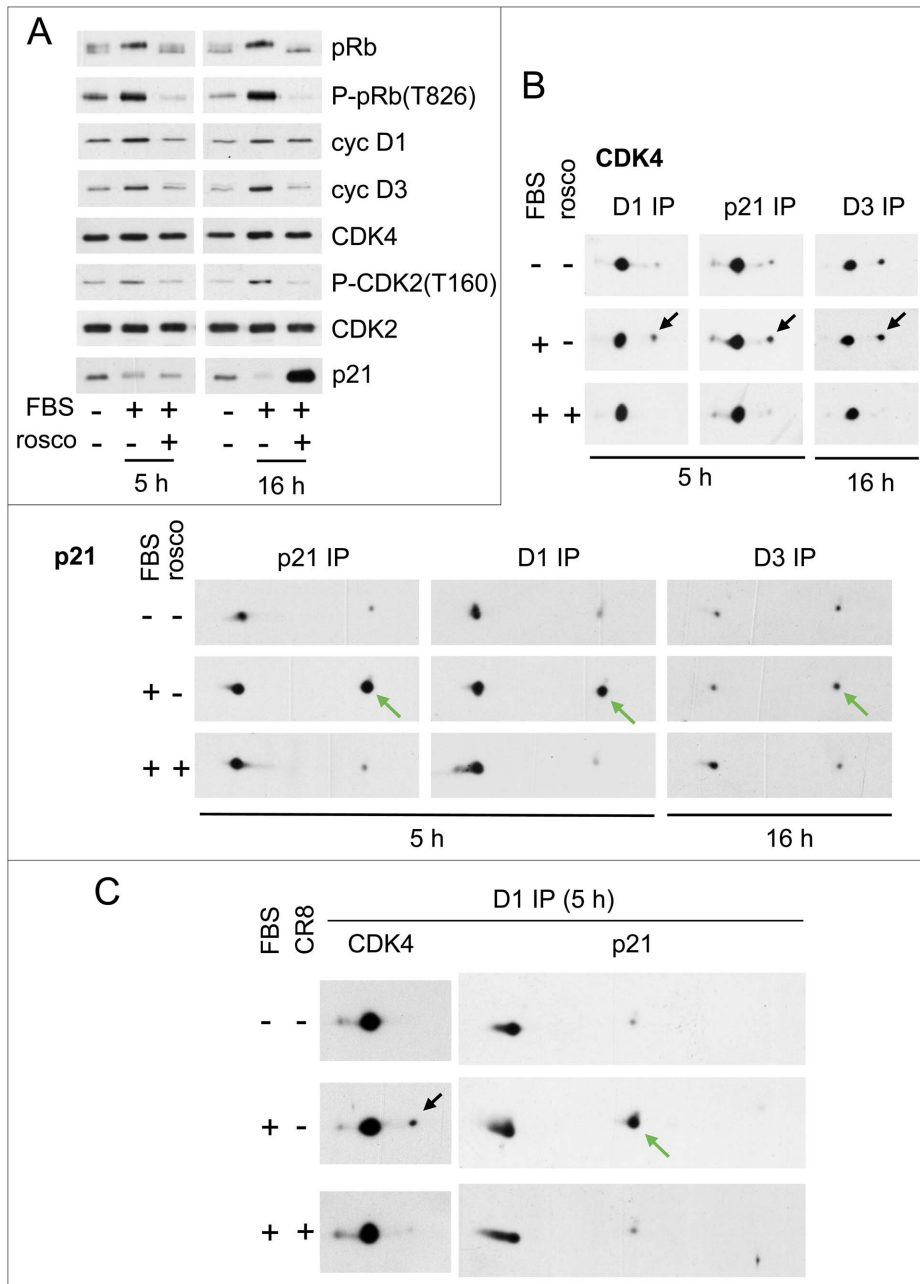 A
pRb
P-pRb(T826)
cyc D1
cyc D3
CDK4
P-CDK2(T160)
CDK2
p21
FBS - + + - + +
rosco - - + - - +
5 h 16 h
B
CDK4
FBS rosco D1 IP p21 IP D3 IP
- -
+ -
+ +
5 h 16 h
p21 FBS rosco p21 IP D1 IP D3 IP
- -
+ -
+ +
5 h 16 h
C
D1 IP (5 h)
FBS CR8 CDK4 p21
- -
+ -
+ +